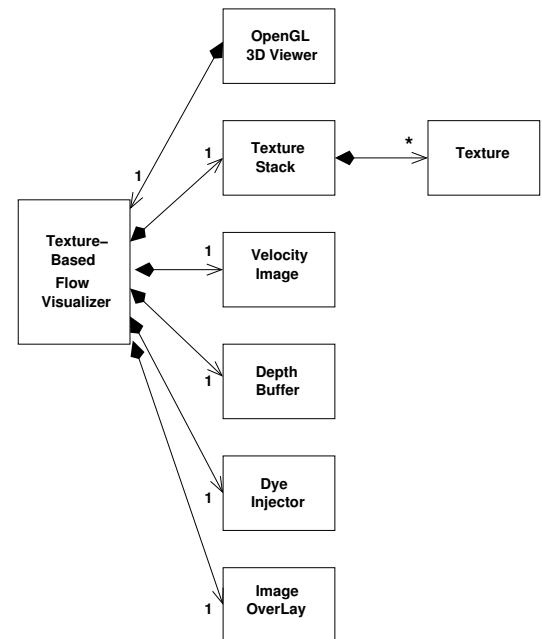 OpenGL
3D Viewer
1
Texture
Stack
1
*
Texture
Texture–
Based
Flow
Visualizer
1
Velocity
Image
1
Depth
Buffer
1
Dye
Injector
1
Image
OverLay
1